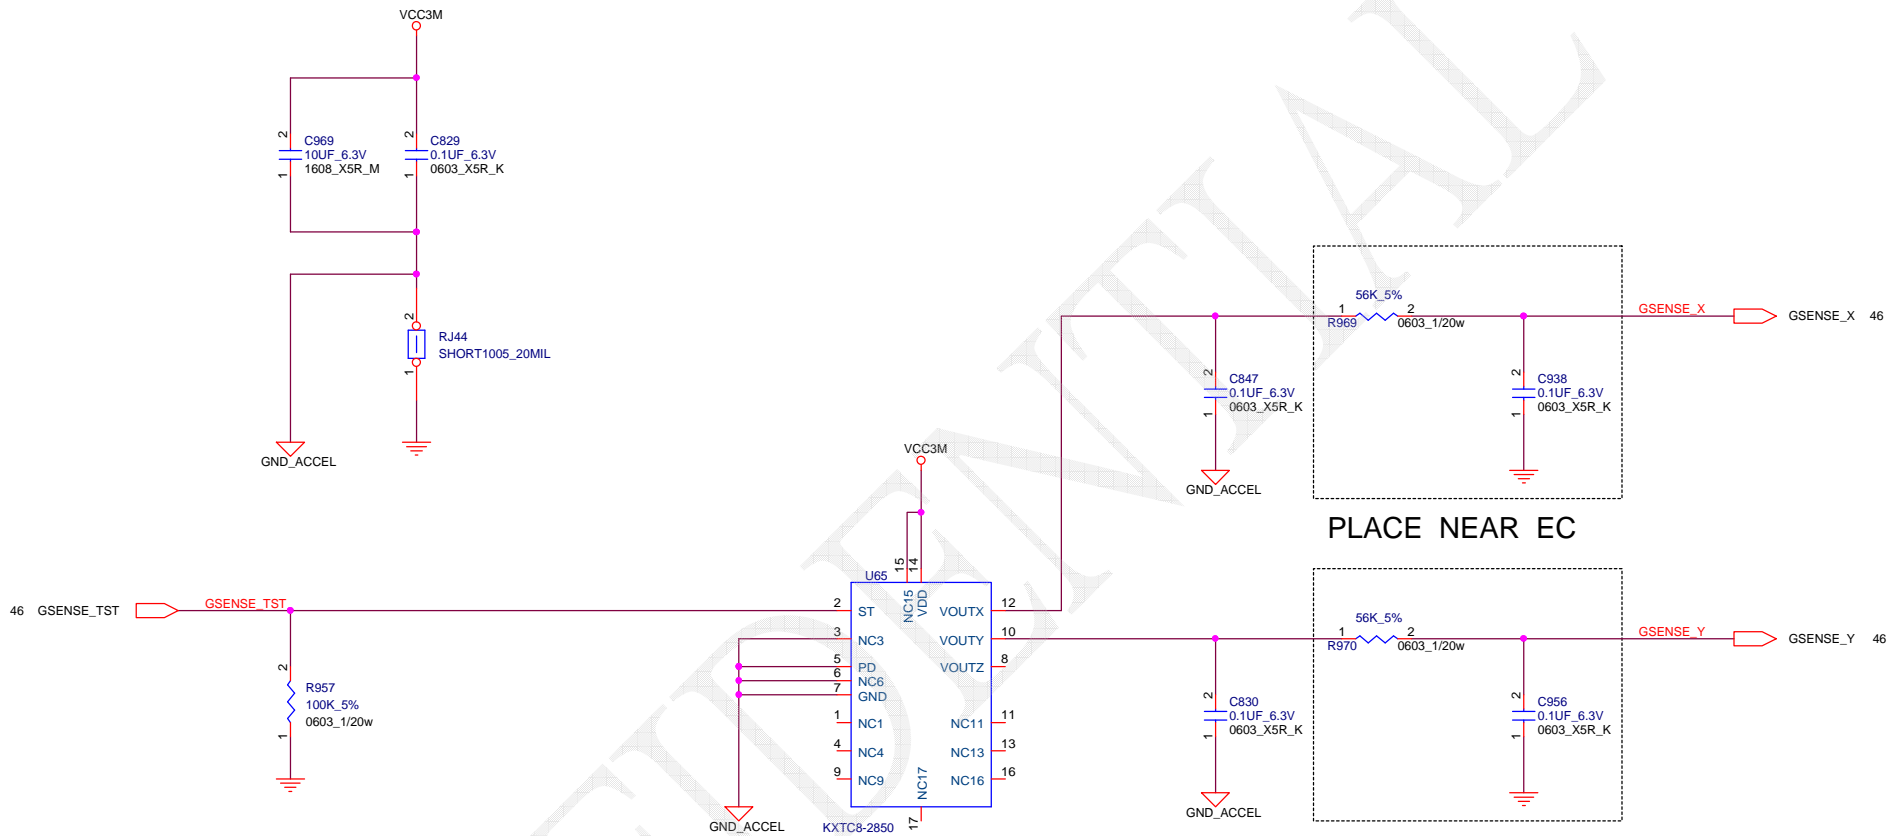 VCC3M
2
C969
10UF_6.3V
1608_X5R_M
1
2
C829
0.1UF_6.3V
0603_X5R_K
1
2
RJ44
SHORT1005_20MIL
1
GND_ACCEL
56K_5%
1 2
R969 0603_1/20w
GSENSE_X
GSENSE_X 46
2
C847
0.1UF_6.3V
0603_X5R_K
1
GND_ACCEL
2
C938
0.1UF_6.3V
0603_X5R_K
1
PLACE NEAR EC
VCC3M
15
14
U65
NC15
VDD
46 GSENSE_TST
GSENSE_TST
2 ST
3 NC3
5 PD
6 NC6
7 GND
1 NC1
4 NC4
9 NC9
VOUTX 12
VOUTY 10
VOUTZ 8
NC11 11
NC13 13
NC16 16
NC17
17
KXTC8-2850
GND_ACCEL
2
R957
100K_5%
0603_1/20w
1
56K_5%
1 2
R970 0603_1/20w
GSENSE_Y
GSENSE_Y 46
2
C830
0.1UF_6.3V
0603_X5R_K
1
GND_ACCEL
2
C956
0.1UF_6.3V
0603_X5R_K
1